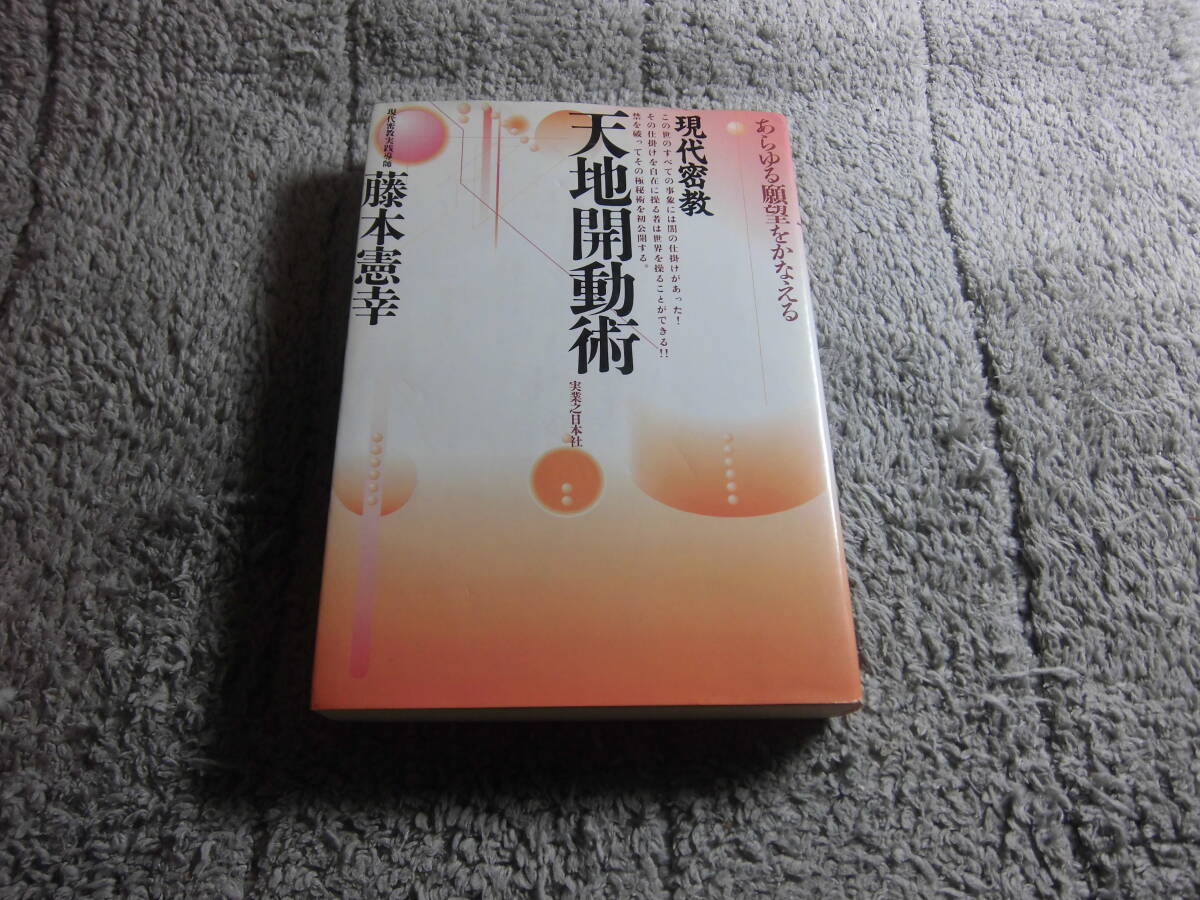 あらゆる願望をかなえる
現代密教
この世のすべての事象には闇の仕掛けがあった!
その仕掛けを自在に操る者は世界を操ることができる!!
禁を破ってその極秘術を初公開する。
天地開動術
実業之日本社
現代密教実践導師
藤本憲幸